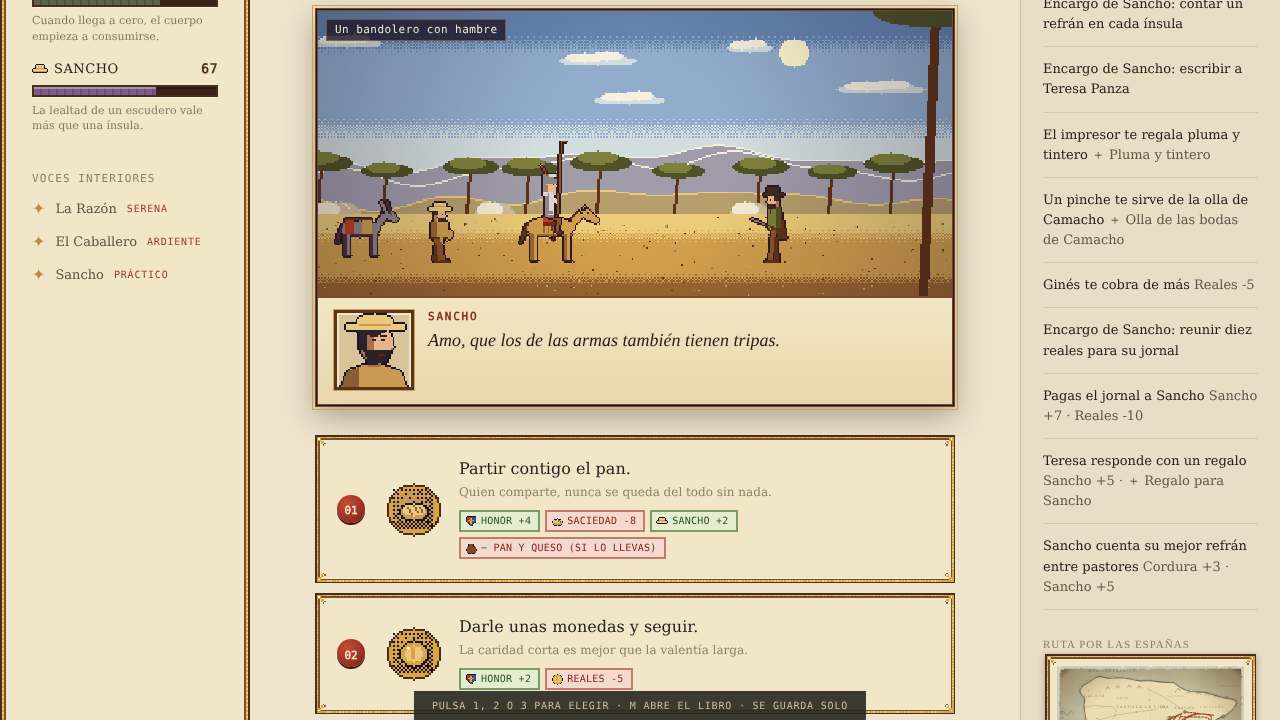 Cuando llega a cero, el cuerpo
empieza a consumirse.
SANCHO 67
La lealtad de un escudero vale
más que una ínsula.
VOCES INTERIORES
La Razón SERENA
El Caballero ARDIENTE
Sancho PRÁCTICO
Un bandolero con hambre
SANCHO
Amo, que los de las armas también tienen tripas.
01
Partir contigo el pan.
Quien comparte, nunca se queda del todo sin nada.
HONOR +4 SACIEDAD -8 SANCHO +2
− PAN Y QUESO (SI LO LLEVAS)
02
Darle unas monedas y seguir.
La caridad corta es mejor que la valentía larga.
HONOR +2 REALES -5
PULSA 1, 2 O 3 PARA ELEGIR · M ABRE EL LIBRO · SE GUARDA SOLO
Encargo de Sancho: contar un
refrán en cada ínsula
Encargo de Sancho: escribir a
Teresa Panza
El impresor te regala pluma y
tintero + Pluma y tintero
Un pinche te sirve de la olla de
Camacho + Olla de las bodas
de Camacho
Ginés te cobra de más Reales -5
Encargo de Sancho: reunir diez
reales para su jornal
Pagas el jornal a Sancho Sancho
+7 · Reales -10
Teresa responde con un regalo
Sancho +5 · + Regalo para
Sancho
Sancho cuenta su mejor refrán
entre pastores Cordura +3 ·
Sancho +5
RUTA POR LAS ESPAÑAS